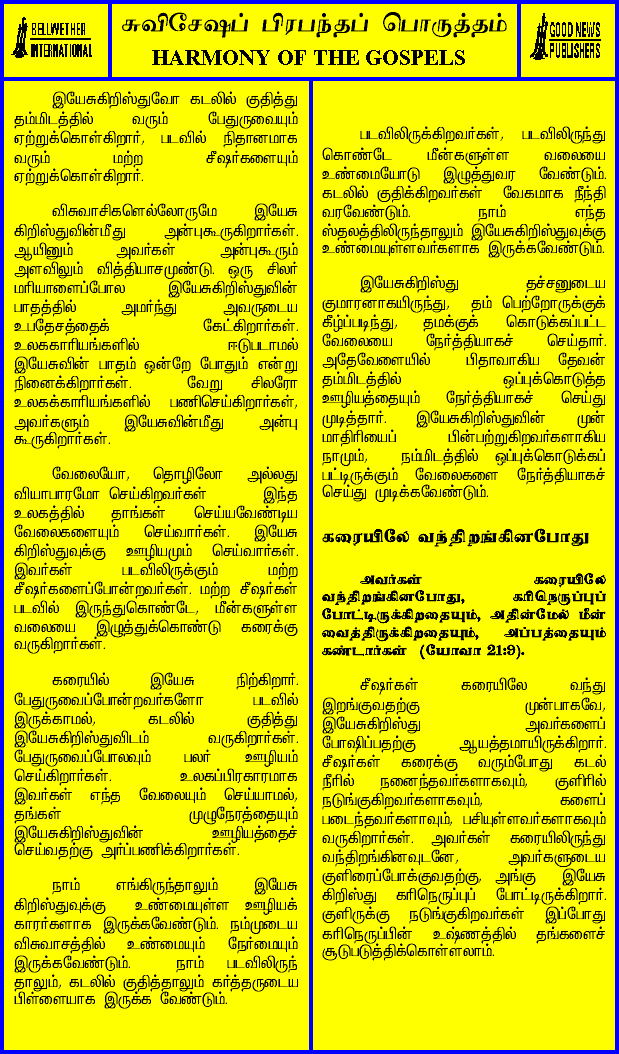 BELLWETHER
INTERNATIONAL
சுவிசேஷப் பிரபந்தப் பொருத்தம்
HARMONY OF THE GOSPELS
GOOD NEWS
PUBLISHERS
இயேசுகிறிஸ்துவோ கடலில் குதித்து
தம்மிடத்தில் வரும் பேதுருவையும்
ஏற்றுக்கொள்கிறார், படவில் நிதானமாக
வரும் மற்ற சீஷர்களையும்
ஏற்றுக்கொள்கிறார்.
விசுவாசிகளெல்லோருமே இயேசு
கிறிஸ்துவின்மீது அன்புகூருகிறார்கள்.
ஆயினும் அவர்கள் அன்புகூரும்
அளவிலும் வித்தியாசமுண்டு. ஒரு சிலர்
மரியாளைப்போல இயேசுகிறிஸ்துவின்
பாதத்தில் அமர்ந்து அவருடைய
உபதேசத்தைக் கேட்கிறார்கள்.
உலககாரியங்களில் ஈடுபடாமல்
இயேசுவின் பாதம் ஒன்றே போதும் என்று
நினைக்கிறார்கள். வேறு சிலரோ
உலகக்காரியங்களில் பணிசெய்கிறார்கள்,
அவர்களும் இயேசுவின்மீது அன்பு
கூருகிறார்கள்.
வேலையோ, தொழிலோ அல்லது
வியாபாரமோ செய்கிறவர்கள் இந்த
உலகத்தில் தாங்கள் செய்யவேண்டிய
வேலைகளையும் செய்வார்கள். இயேசு
கிறிஸ்துவுக்கு ஊழியமும் செய்வார்கள்.
இவர்கள் படவிலிருக்கும் மற்ற
சீஷர்களைப்போன்றவர்கள். மற்ற சீஷர்கள்
படவில் இருந்துகொண்டே, மீன்களுள்ள
வலையை இழுத்துக்கொண்டு கரைக்கு
வருகிறார்கள்.
கரையில் இயேசு நிற்கிறார்.
பேதுருவைப்போன்றவர்களோ படவில்
இருக்காமல், கடலில் குதித்து
இயேசுகிறிஸ்துவிடம் வருகிறார்கள்.
பேதுருவைப்போலவும் பலர் ஊழியம்
செய்கிறார்கள். உலகப்பிரகாரமாக
இவர்கள் எந்த வேலையும் செய்யாமல்,
தங்கள் முழுநேரத்தையும்
இயேசுகிறிஸ்துவின் ஊழியத்தைச்
செய்வதற்கு அர்ப்பணிக்கிறார்கள்.
நாம் எங்கிருந்தாலும் இயேசு
கிறிஸ்துவுக்கு உண்மையுள்ள ஊழியக்
காரர்களாக இருக்கவேண்டும். நம்முடைய
விசுவாசத்தில் உண்மையும் நேர்மையும்
இருக்கவேண்டும். நாம் படவிலிருந்
தாலும், கடலில் குதித்தாலும் கர்த்தருடைய
பிள்ளையாக இருக்க வேண்டும்.
படவிலிருக்கிறவர்கள், படவிலிருந்து
கொண்டே மீன்களுள்ள வலையை
உண்மையோடு இழுத்துவர வேண்டும்.
கடலில் குதிக்கிறவர்கள் வேகமாக நீந்தி
வரவேண்டும். நாம் எந்த
ஸ்தலத்திலிருந்தாலும் இயேசுகிறிஸ்துவுக்கு
உண்மையுள்ளவர்களாக இருக்கவேண்டும்.
இயேசுகிறிஸ்து தச்சனுடைய
குமாரனாகயிருந்து, தம் பெற்றோருக்குக்
கீழ்ப்படிந்து, தமக்குக் கொடுக்கப்பட்ட
வேலையை நேர்த்தியாகச் செய்தார்.
அதேவேளையில் பிதாவாகிய தேவன்
தம்மிடத்தில் ஒப்புக்கொடுத்த
ஊழியத்தையும் நேர்த்தியாகச் செய்து
முடித்தார். இயேசுகிறிஸ்துவின் முன்
மாதிரியைப் பின்பற்றுகிறவர்களாகிய
நாமும், நம்மிடத்தில் ஒப்புக்கொடுக்கப்
பட்டிருக்கும் வேலைகளை நேர்த்தியாகச்
செய்து முடிக்கவேண்டும்.
கரையிலே வந்திறங்கினபோது
அவர்கள் கரையிலே
வந்திறங்கினபோது, கரிநெருப்புப்
போட்டிருக்கிறதையும், அதின்மேல் மீன்
வைத்திருக்கிறதையும், அப்பத்தையும்
கண்டார்கள் (யோவா 21:9).
சீஷர்கள் கரையிலே வந்து
இறங்குவதற்கு முன்பாகவே,
இயேசுகிறிஸ்து அவர்களைப்
போஷிப்பதற்கு ஆயத்தமாயிருக்கிறார்.
சீஷர்கள் கரைக்கு வரும்போது கடல்
நீரில் நனைந்தவர்களாகவும், குளிரில்
நடுங்குகிறவர்களாகவும், களைப்
படைந்தவர்களாவும், பசியுள்ளவர்களாகவும்
வருகிறார்கள். அவர்கள் கரையிலிருந்து
வந்திறங்கினவுடனே, அவர்களுடைய
குளிரைப்போக்குவதற்கு, அங்கு இயேசு
கிறிஸ்து கரிநெருப்புப் போட்டிருக்கிறார்.
குளிருக்கு நடுங்குகிறவர்கள் இப்போது
கரிநெருப்பின் உஷ்ணத்தில் தங்களைச்
சூடுபடுத்திக்கொள்ளலாம்.